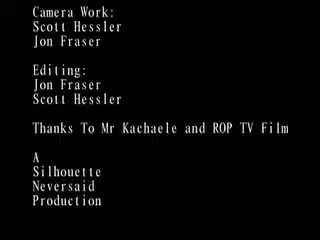 Camera Work:
Scott Hessler
Jon Fraser
Editing:
Jon Fraser
Scott Hessler
Thanks To Mr Kachaele and ROP TV Film
A
Silhouette
Neversaid
Production